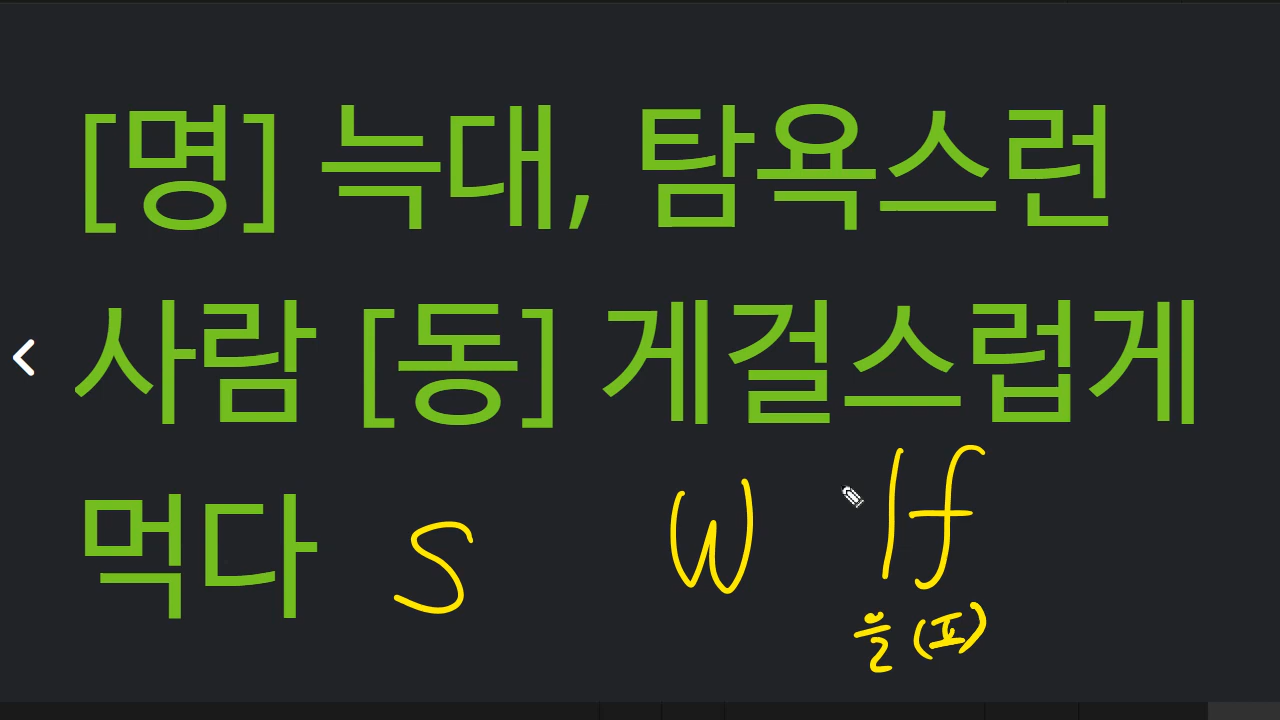 [명] 늑대, 탐욕스런
사람 [동] 게걸스럽게
먹다 s w lf
을(프)